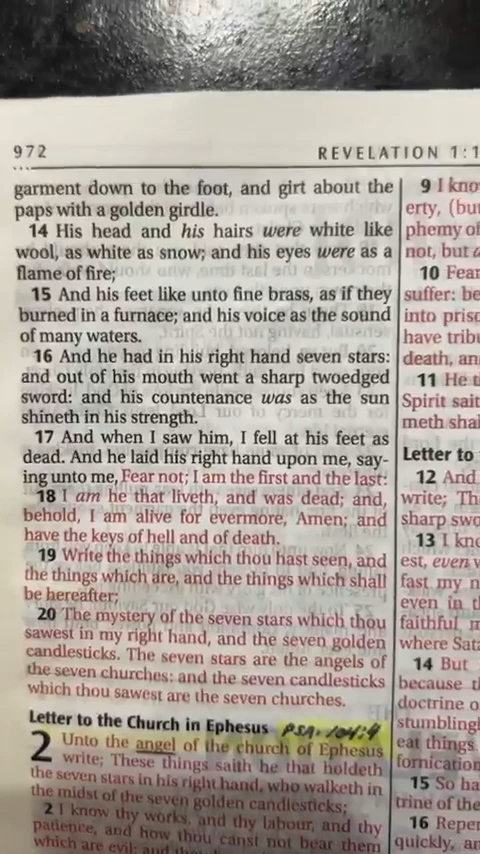 972
REVELATION 1:1
garment down to the foot, and girt about the
paps with a golden girdle.
14 His head and his hairs were white like
wool, as white as snow; and his eyes were as a
flame of fire;
15 And his feet like unto fine brass, as if they
burned in a furnace; and his voice as the sound
of many waters.
16 And he had in his right hand seven stars:
and out of his mouth went a sharp twoedged
sword: and his countenance was as the sun
shineth in his strength.
17 And when I saw him, I fell at his feet as
dead. And he laid his right hand upon me, say-
ing unto me, Fear not; I am the first and the last:
18 I am he that liveth, and was dead; and,
behold, I am alive for evermore, Amen; and
have the keys of hell and of death.
19 Write the things which thou hast seen, and
the things which are, and the things which shall
be hereafter;
20 The mystery of the seven stars which thou
sawest in my right hand, and the seven golden
candlesticks. The seven stars are the angels of
the seven churches: and the seven candlesticks
which thou sawest are the seven churches.
Letter to the Church in Ephesus PSA. 104:4
2 Unto the angel of the church of Ephesus
write; These things saith he that holdeth
the seven stars in his right hand, who walketh in
the midst of the seven golden candlesticks;
2 I know thy works, and thy labour, and thy
patience, and how thou canst not bear them
which are evil: and thou
9 I kno
erty, (but
phemy of
not, but a
10 Fear
suffer: be
into priso
have tribu
death, an
11 He t
Spirit sait
meth shal
Letter to
12 And
write; Th
sharp swo
13 I kno
est, even w
fast my n
even in t
faithful m
where Sata
14 But
because t
doctrine o
stumbling
eat things
fornication
15 So ha
trine of the
16 Repen
quickly, an